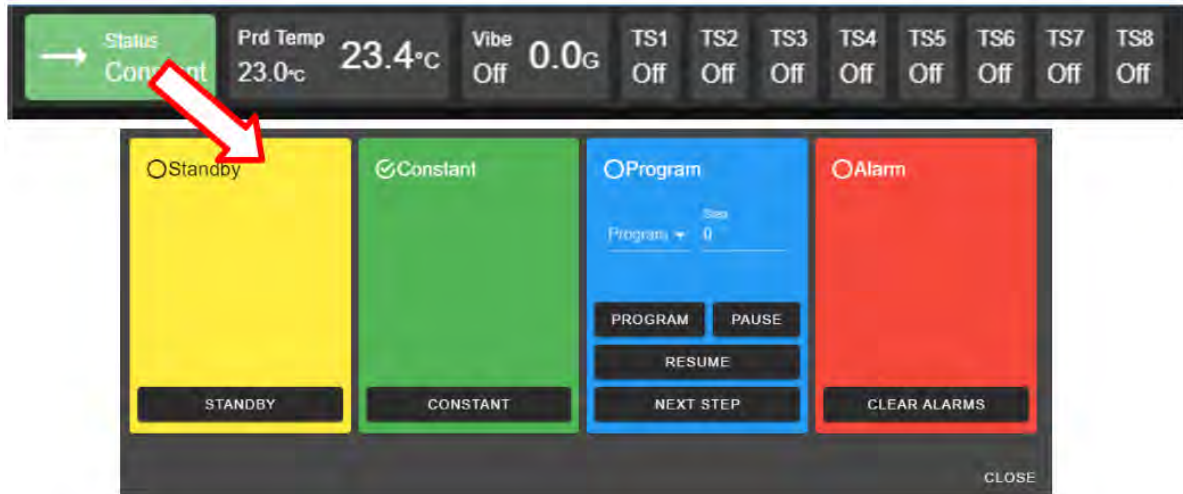 Status
Constant
Prd Temp
23.0°C
23.4°C
Vibe
Off
0.0G
TS1
Off
TS2
Off
TS3
Off
TS4
Off
TS5
Off
TS6
Off
TS7
Off
TS8
Off
Standby
STANDBY
Constant
CONSTANT
Program
Program
Step
0
PROGRAM
PAUSE
RESUME
NEXT STEP
Alarm
CLEAR ALARMS
CLOSE